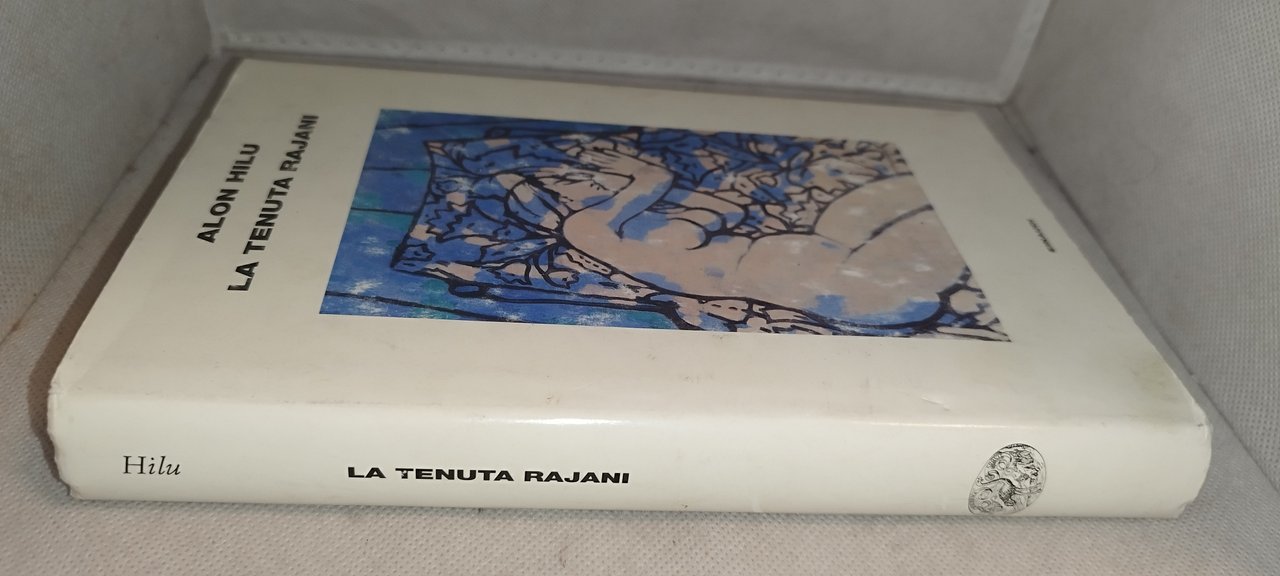 ALON HILU
LA TENUTA RAJANI
Hilu
LA TENUTA RAJANI